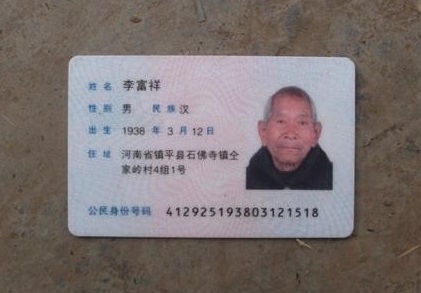 姓名 李富祥
性别 男 民族 汉
出生 1938 年 3 月 12 日
住址 河南省镇平县石佛寺镇仝
家岭村4组1号
公民身份号码 412925193803121518